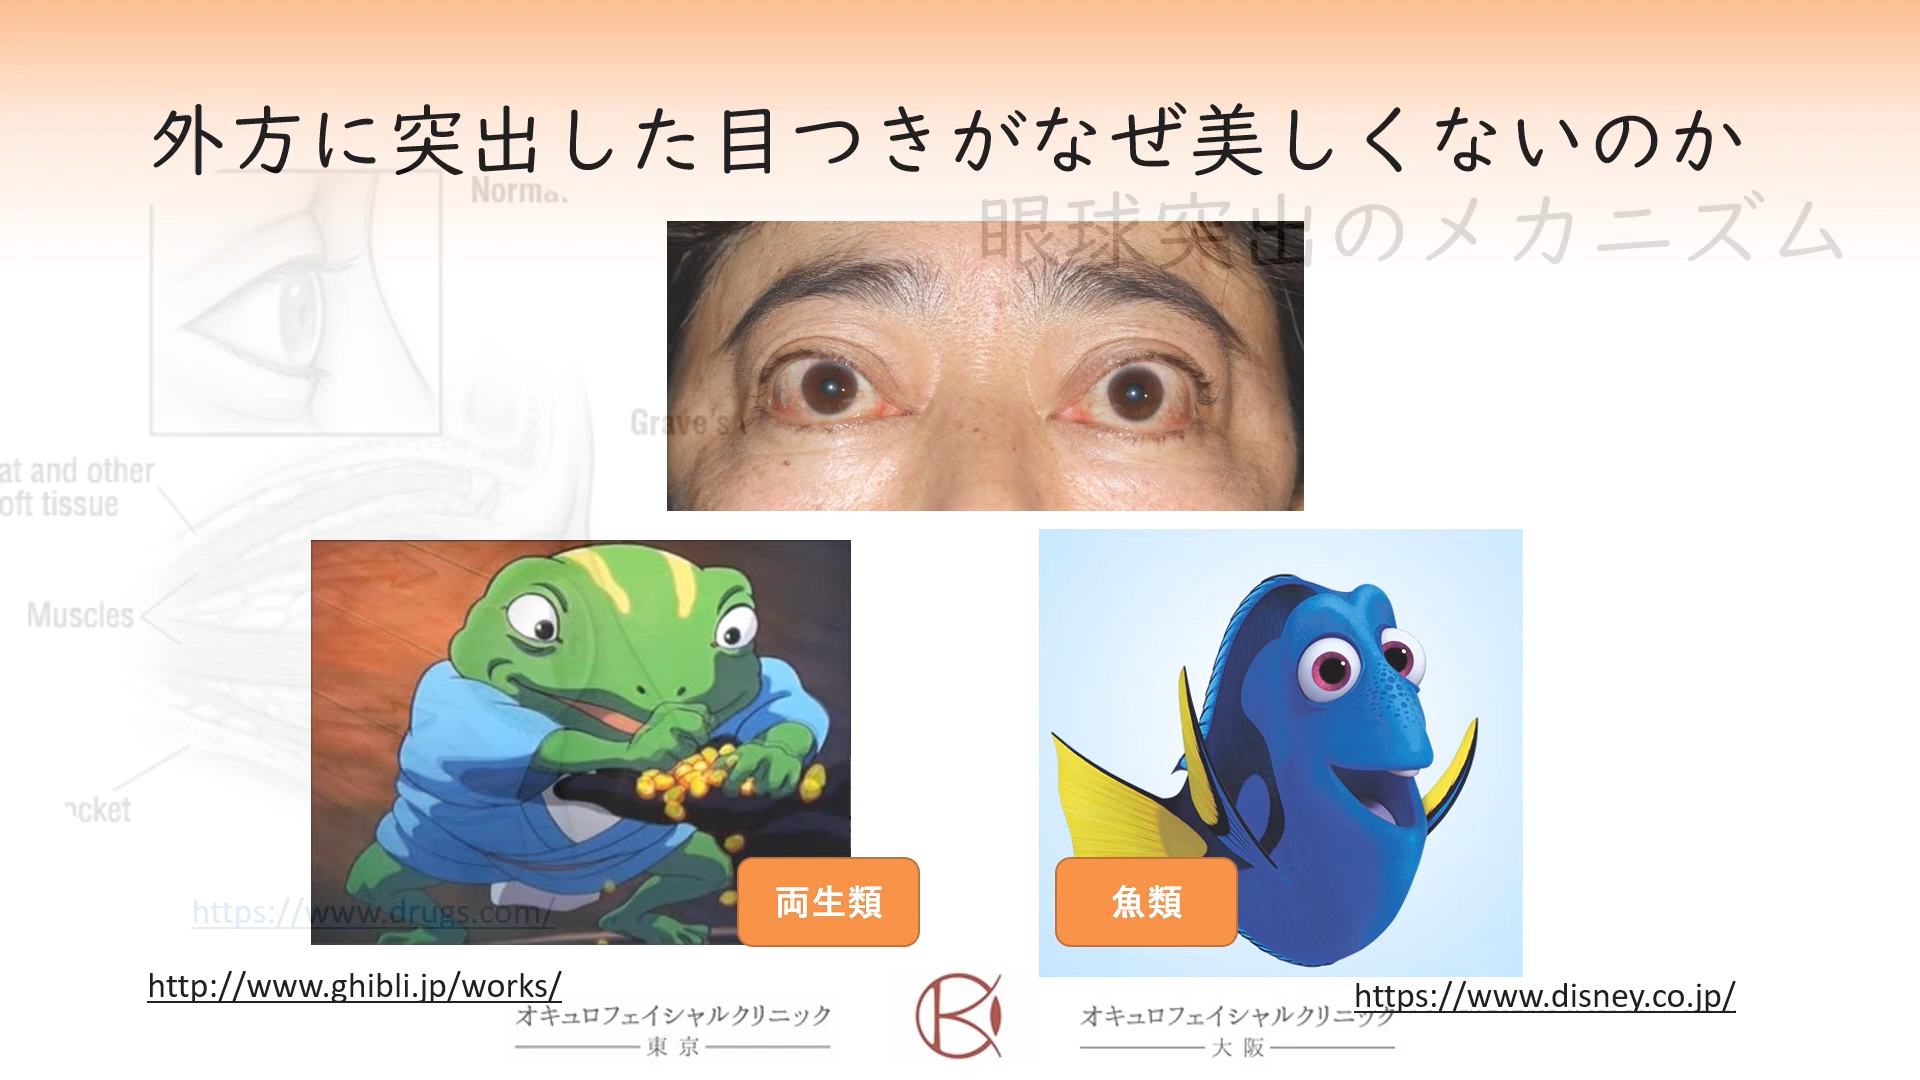 外方に突出した目つきがなぜ美しくないのか
眼球突出のメカニズム
Normal
Grave's
at and other
oft tissue
Muscles
ocket
両生類
魚類
https://www.drugs.com/
http://www.ghibli.jp/works/
https://www.disney.co.jp/
オキュロフェイシャルクリニック
東京
オキュロフェイシャルクリニック
大阪